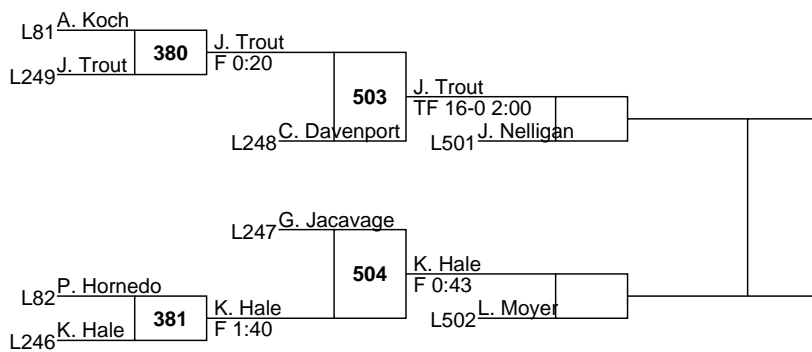 L81 A. Koch
380
L249 J. Trout
J. Trout
F 0:20
503
L248 C. Davenport
J. Trout
TF 16-0 2:00
L501 J. Nelligan
L247 G. Jacavage
504
L82 P. Hornedo
381
L246 K. Hale
K. Hale
F 1:40
K. Hale
F 0:43
L502 L. Moyer